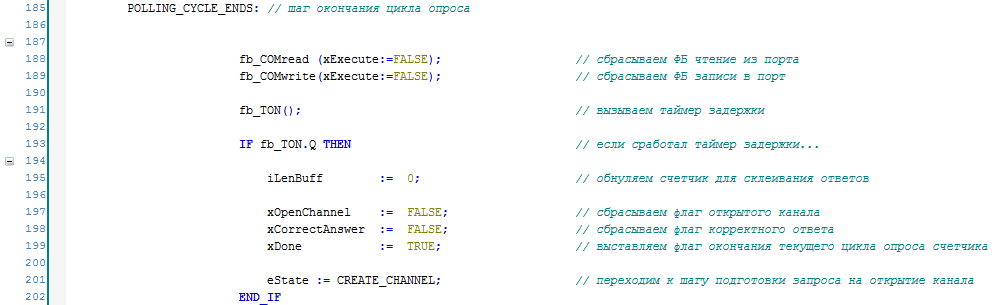 185 POLLING_CYCLE_ENDS: // шаг окончания цикла опроса
186
187
188 fb_COMread (xExecute:=FALSE); // сбрасываем ФБ чтение из порта
189 fb_COMwrite(xExecute:=FALSE); // сбрасываем ФБ записи в порт
190
191 fb_TON(); // вызываем таймер задержки
192
193 IF fb_TON.Q THEN // если сработал таймер задержки...
194
195 iLenBuff := 0; // обнуляем счетчик для склеивания ответов
196
197 xOpenChannel := FALSE; // сбрасываем флаг открытого канала
198 xCorrectAnswer := FALSE; // сбрасываем флаг корректного ответа
199 xDone := TRUE; // выставляем флаг окончания текущего цикла опроса счетчика
200
201 eState := CREATE_CHANNEL; // переходим к шагу подготовки запроса на открытие канала
202 END_IF